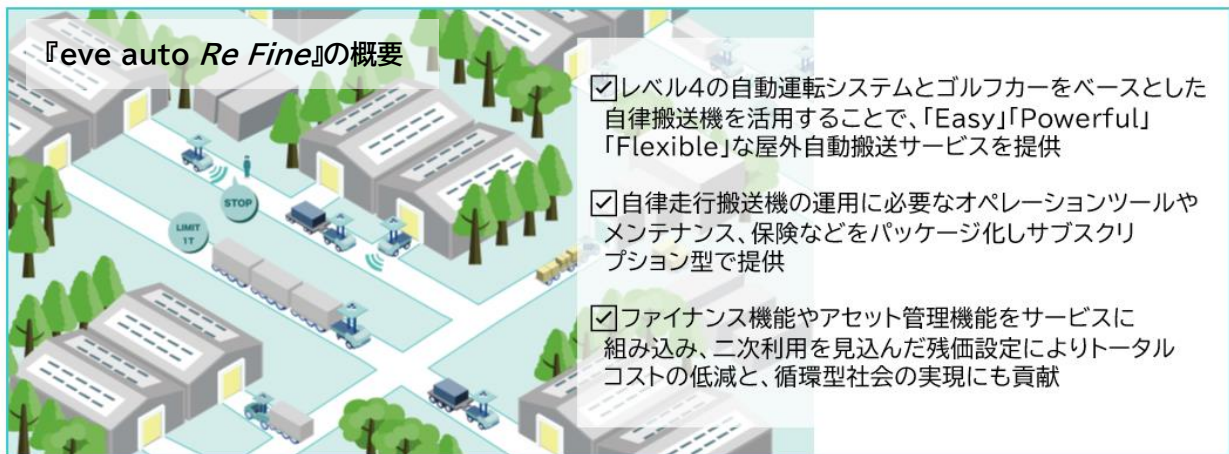 『eve auto Re Fine』の概要
☑レベル4の自動運転システムとゴルフカーをベースとした
自律搬送機を活用することで、「Easy」「Powerful」
「Flexible」な屋外自動搬送サービスを提供
☑自律走行搬送機の運用に必要なオペレーションツールや
メンテナンス、保険などをパッケージ化しサブスクリ
プション型で提供
☑ファイナンス機能やアセット管理機能をサービスに
組み込み、二次利用を見込んだ残価設定によりトータル
コストの低減と、循環型社会の実現にも貢献
STOP
LIMIT
1T